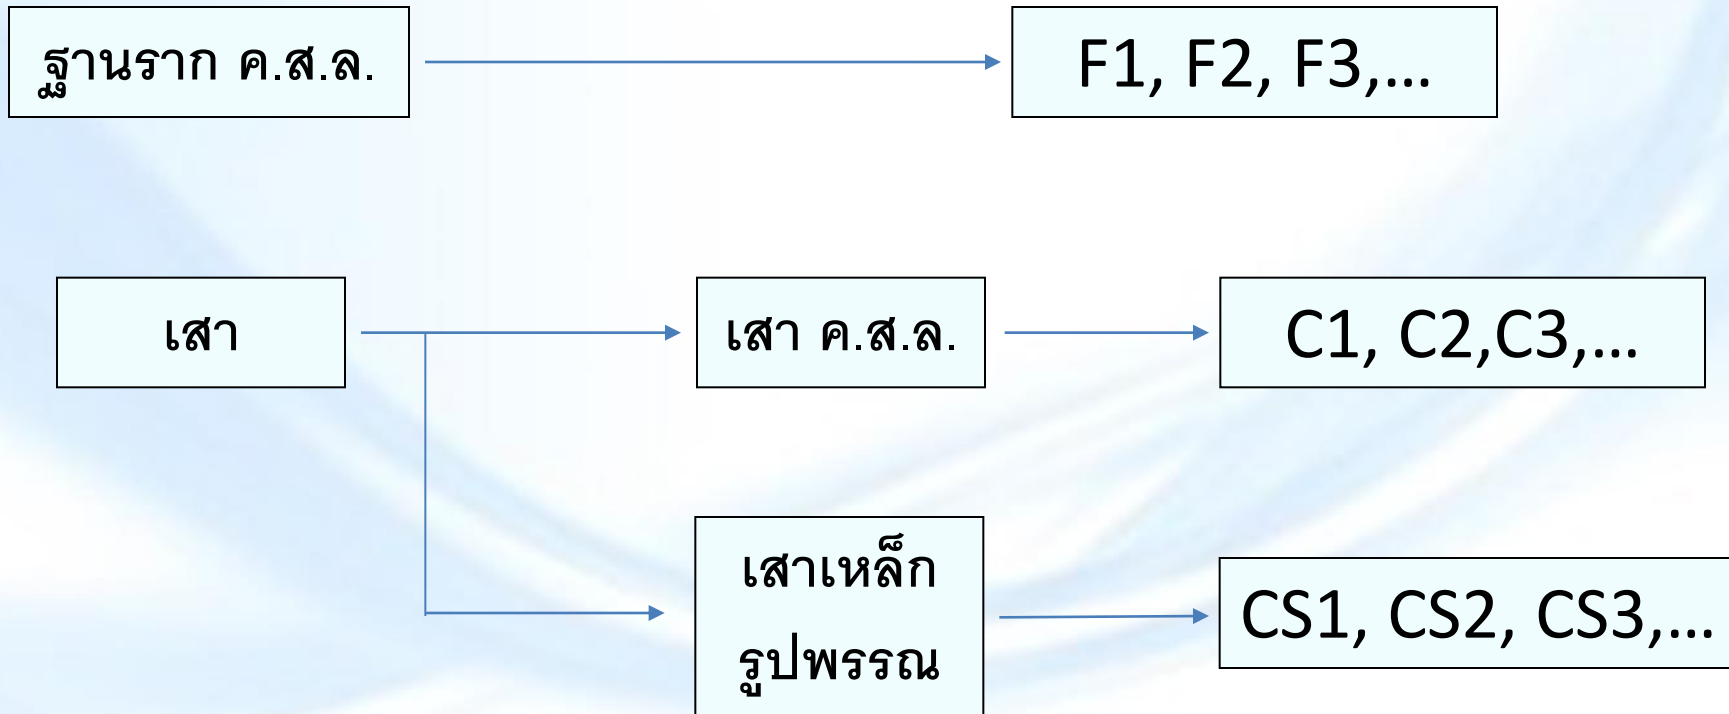 ฐานราก ค.ส.ล.
F1, F2, F3,...
เสา
เสา ค.ส.ล.
C1, C2,C3,...
เสาเหล็ก
รูปพรรณ
CS1, CS2, CS3,...